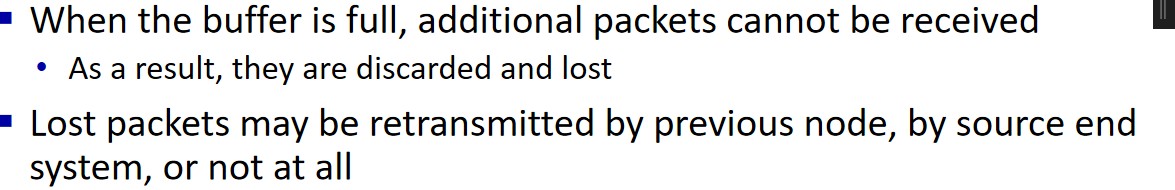 ▪ When the buffer is full, additional packets cannot be received
• As a result, they are discarded and lost
▪ Lost packets may be retransmitted by previous node, by source end
system, or not at all